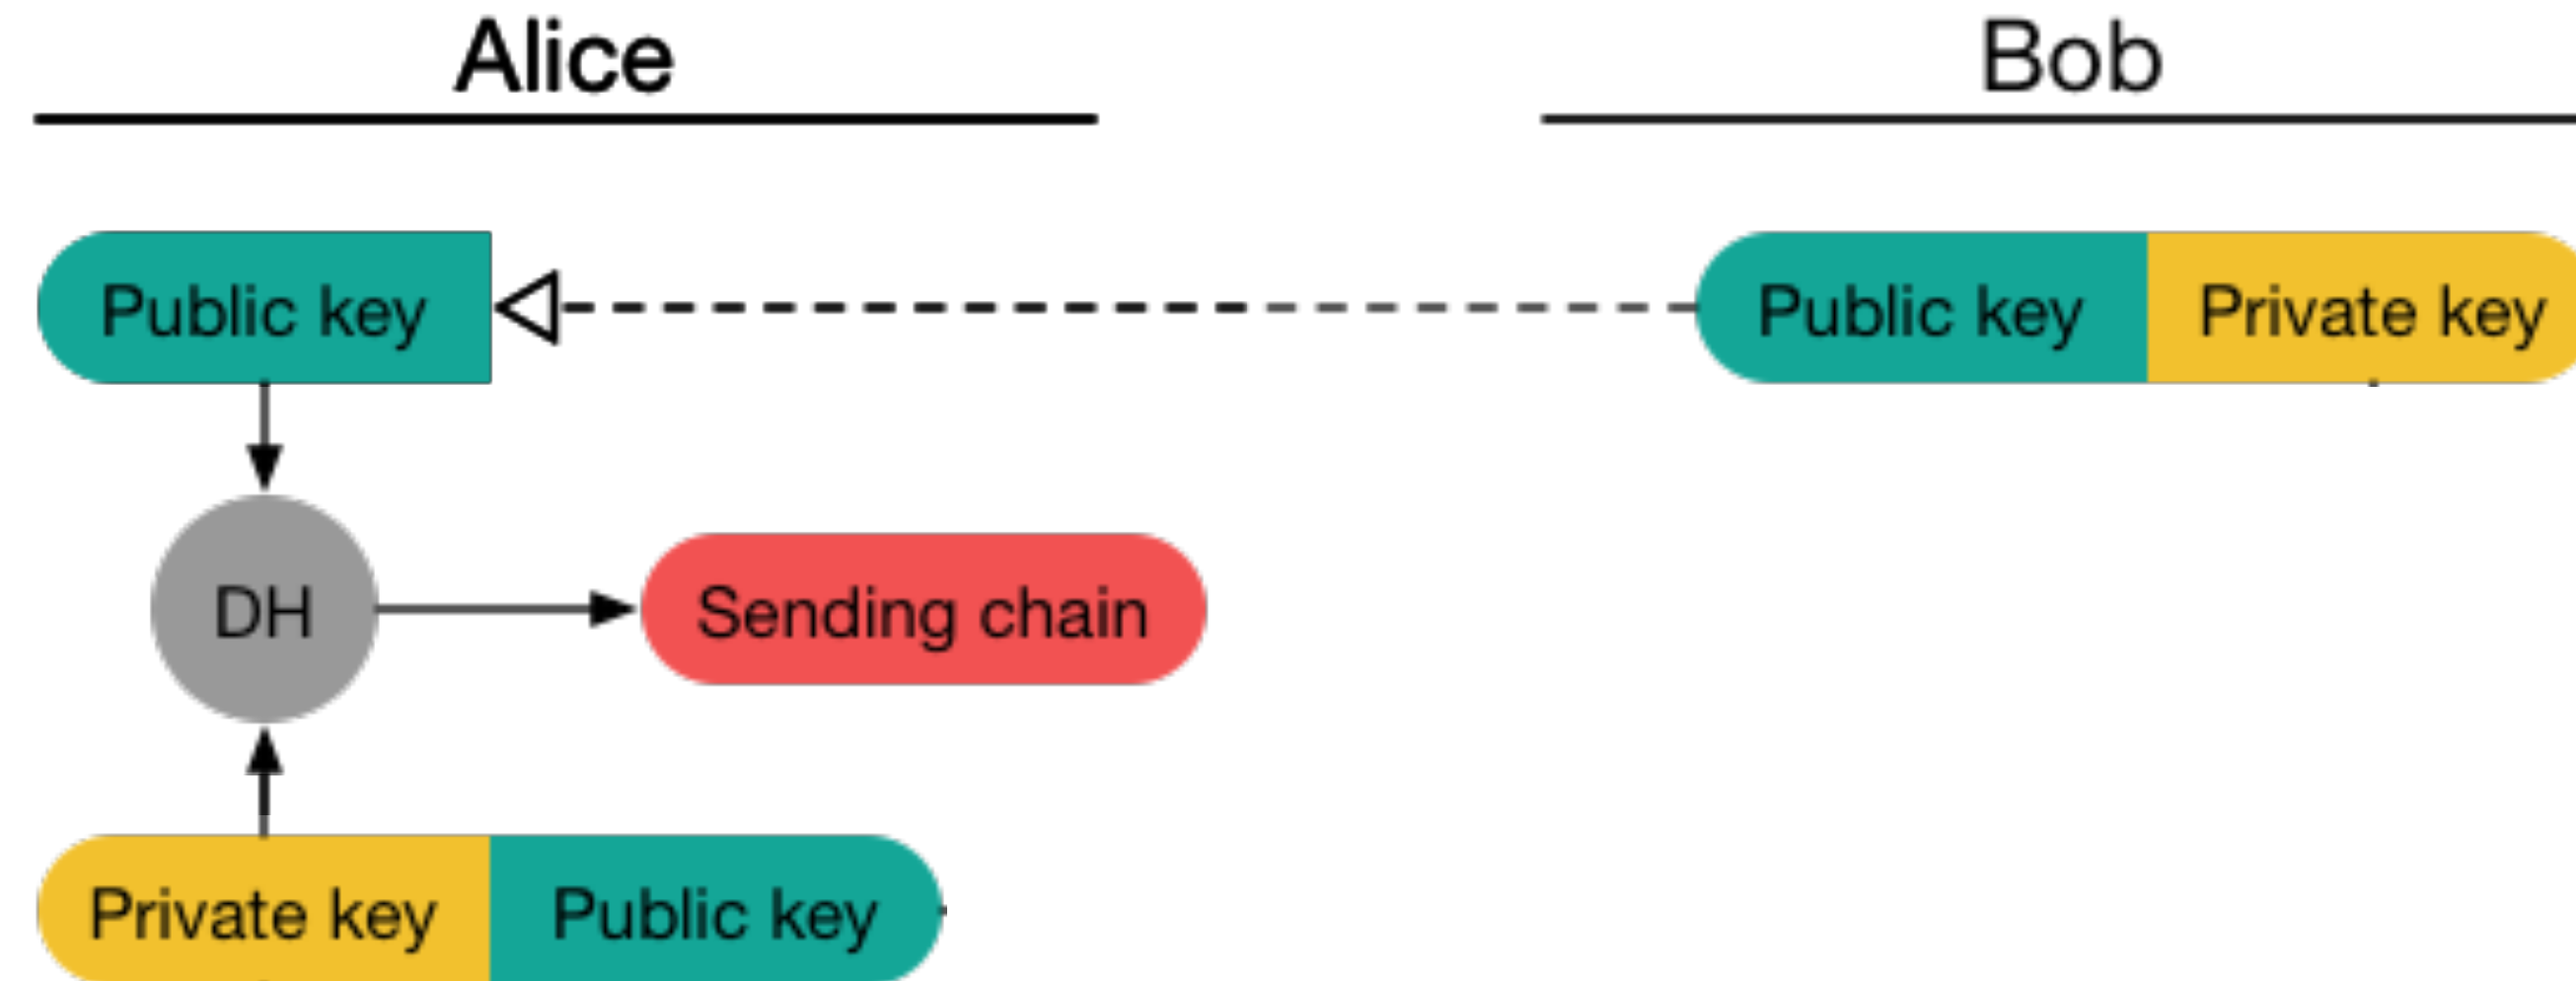 Alice
Bob
Public key
Public key
Private key
DH
Sending chain
Private key
Public key